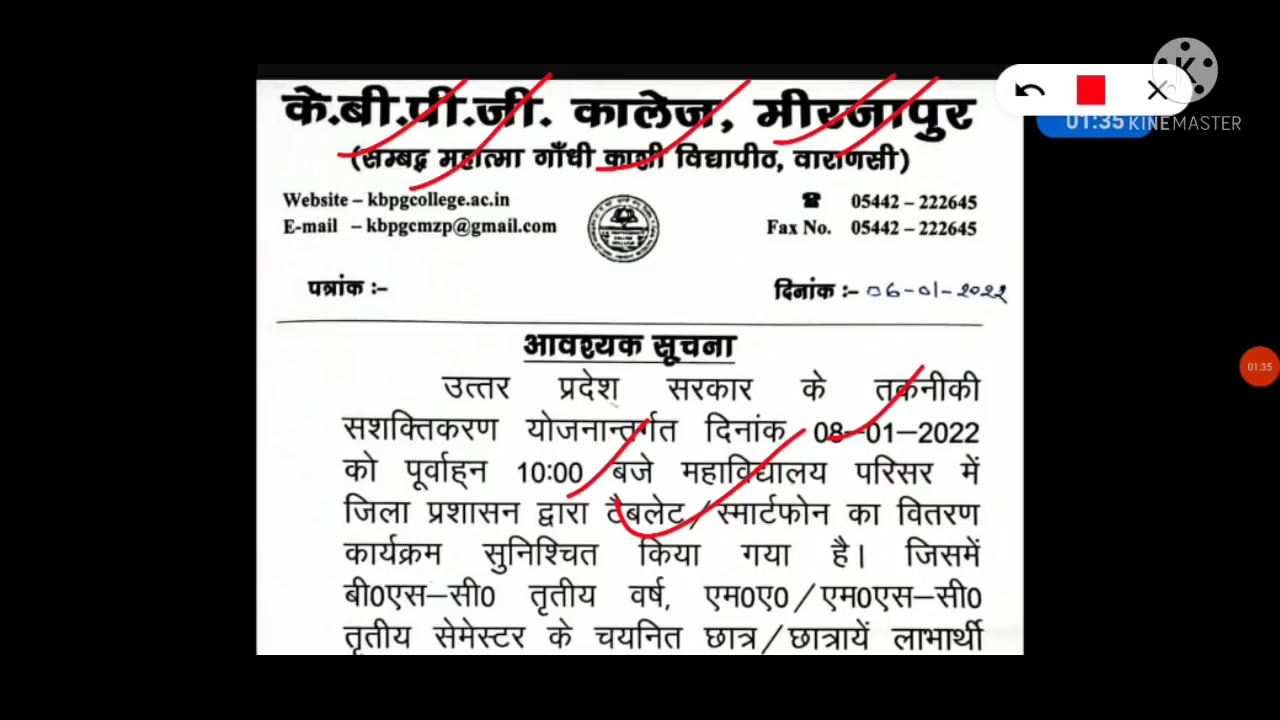 के.बी.पी.जी. कालेज, मीरजापुर
(सम्बद्ध महात्मा गाँधी काशी विद्यापीठ, वाराणसी)
Website – kbpgcollege.ac.in
E-mail – kbpgcmzp@gmail.com
☎ 05442 – 222645
Fax No. 05442 – 222645
पत्रांक :-
दिनांक :- 06-01-2022
आवश्यक सूचना
उत्तर प्रदेश सरकार के तकनीकी
सशक्तिकरण योजनान्तर्गत दिनांक 08-01-2022
को पूर्वाह्न 10:00 बजे महाविद्यालय परिसर में
जिला प्रशासन द्वारा टैबलेट/स्मार्टफोन का वितरण
कार्यक्रम सुनिश्चित किया गया है। जिसमें
बी0एस-सी0 तृतीय वर्ष, एम0ए0/एम0एस-सी0
तृतीय सेमेस्टर के चयनित छात्र/छात्रायें लाभार्थी
01:35
KINEMASTER
01:35